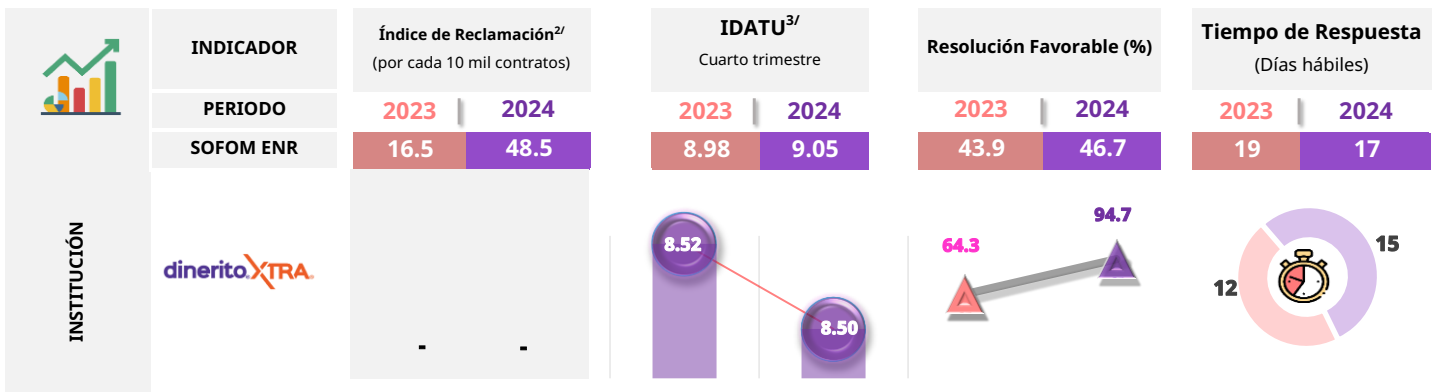 INDICADOR
Índice de Reclamación2/
(por cada 10 mil contratos)
IDATU3/
Cuarto trimestre
Resolución Favorable (%)
Tiempo de Respuesta
(Días hábiles)
PERIODO
2023 2024
2023 2024
2023 2024
2023 2024
SOFOM ENR
16.5 48.5
8.98 9.05
43.9 46.7
19 17
INSTITUCIÓN
dineritoXTRA
- -
8.52
8.50
64.3
94.7
12
15